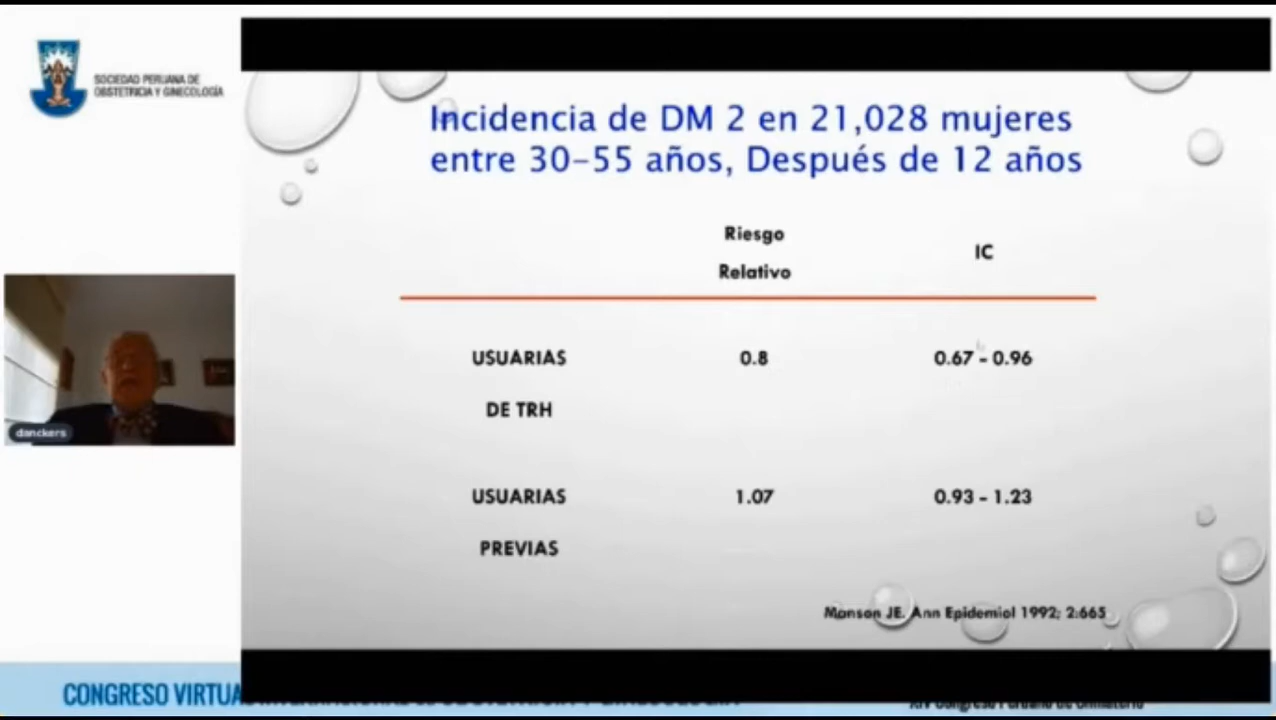 SOCIEDAD PERUANA DE
OBSTETRICIA Y GINECOLOGÍA
Incidencia de DM 2 en 21,028 mujeres
entre 30-55 años, Después de 12 años
Riesgo
Relativo
IC
USUARIAS
DE TRH
0.8
0.67 - 0.96
USUARIAS
PREVIAS
1.07
0.93 - 1.23
Manson JE. Ann Epidemiol 1992; 2:665
danckers
CONGRESO VIRTUA